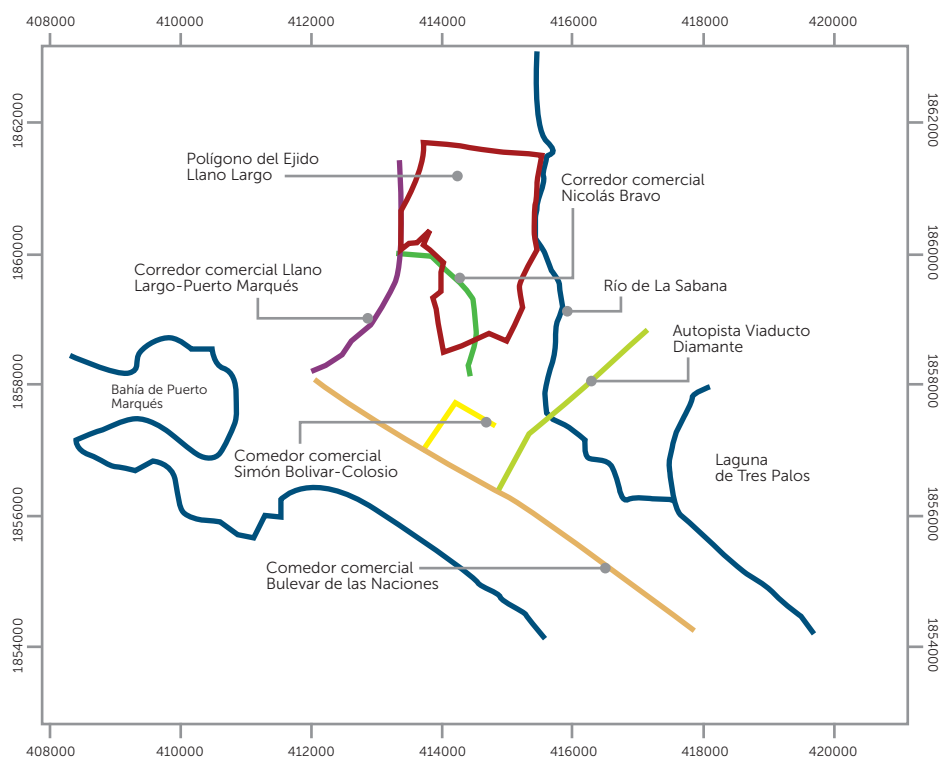 408000
410000
412000
414000
416000
418000
420000
1862000
1862000
Polígono del Ejido
Llano Largo
Corredor comercial
Nicolás Bravo
1860000
1860000
Corredor comercial Llano
Largo-Puerto Marqués
Río de La Sabana
Autopista Viaducto
Diamante
1858000
1858000
Bahía de Puerto
Marqués
Comedor comercial
Simón Bolivar-Colosio
Laguna
de Tres Palos
1856000
1856000
Comedor comercial
Bulevar de las Naciones
1854000
1854000
408000
410000
412000
414000
416000
418000
420000